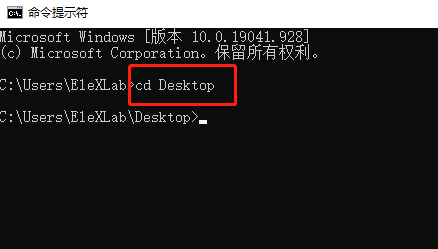 命令提示符
Microsoft Windows [版本 10.0.19041.928]
(c) Microsoft Corporation。保留所有权利。
C:\Users\EleXLab>cd Desktop
C:\Users\EleXLab\Desktop>